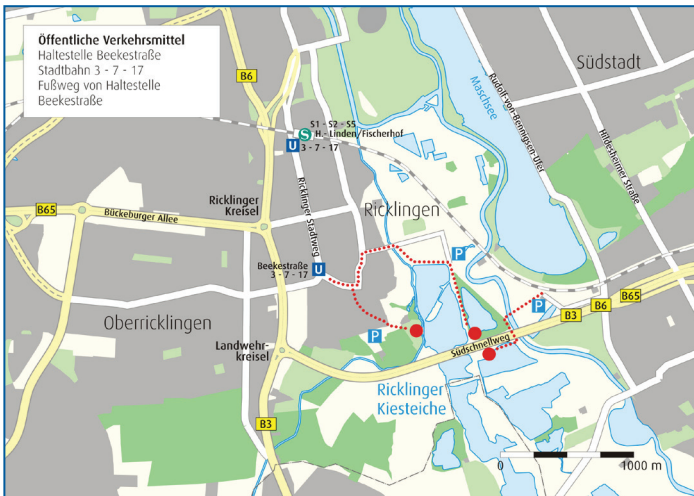 Öffentliche Verkehrsmittel
Haltestelle Beekestraße
Stadtbahn 3 - 7 - 17
Fußweg von Haltestelle
Beekestraße
B6
Maschsee
Rudolf-von-Bennigsen-Ufer
Südstadt
Hildesheimer Straße
S1 - S2 - S5
S
H.- Linden/Fischerhof
U
3 - 7 - 17
Ricklinger Stadtweg
B65
Bückeburger Allee
Ricklinger
Kreisel
Ricklingen
P
Beekestraße
3 - 7 - 17
U
P
B3
B6
B65
Oberricklingen
P
Landwehr-
kreisel
Südschnellweg
Ricklinger
Kiesteiche
B3
0
1000 m